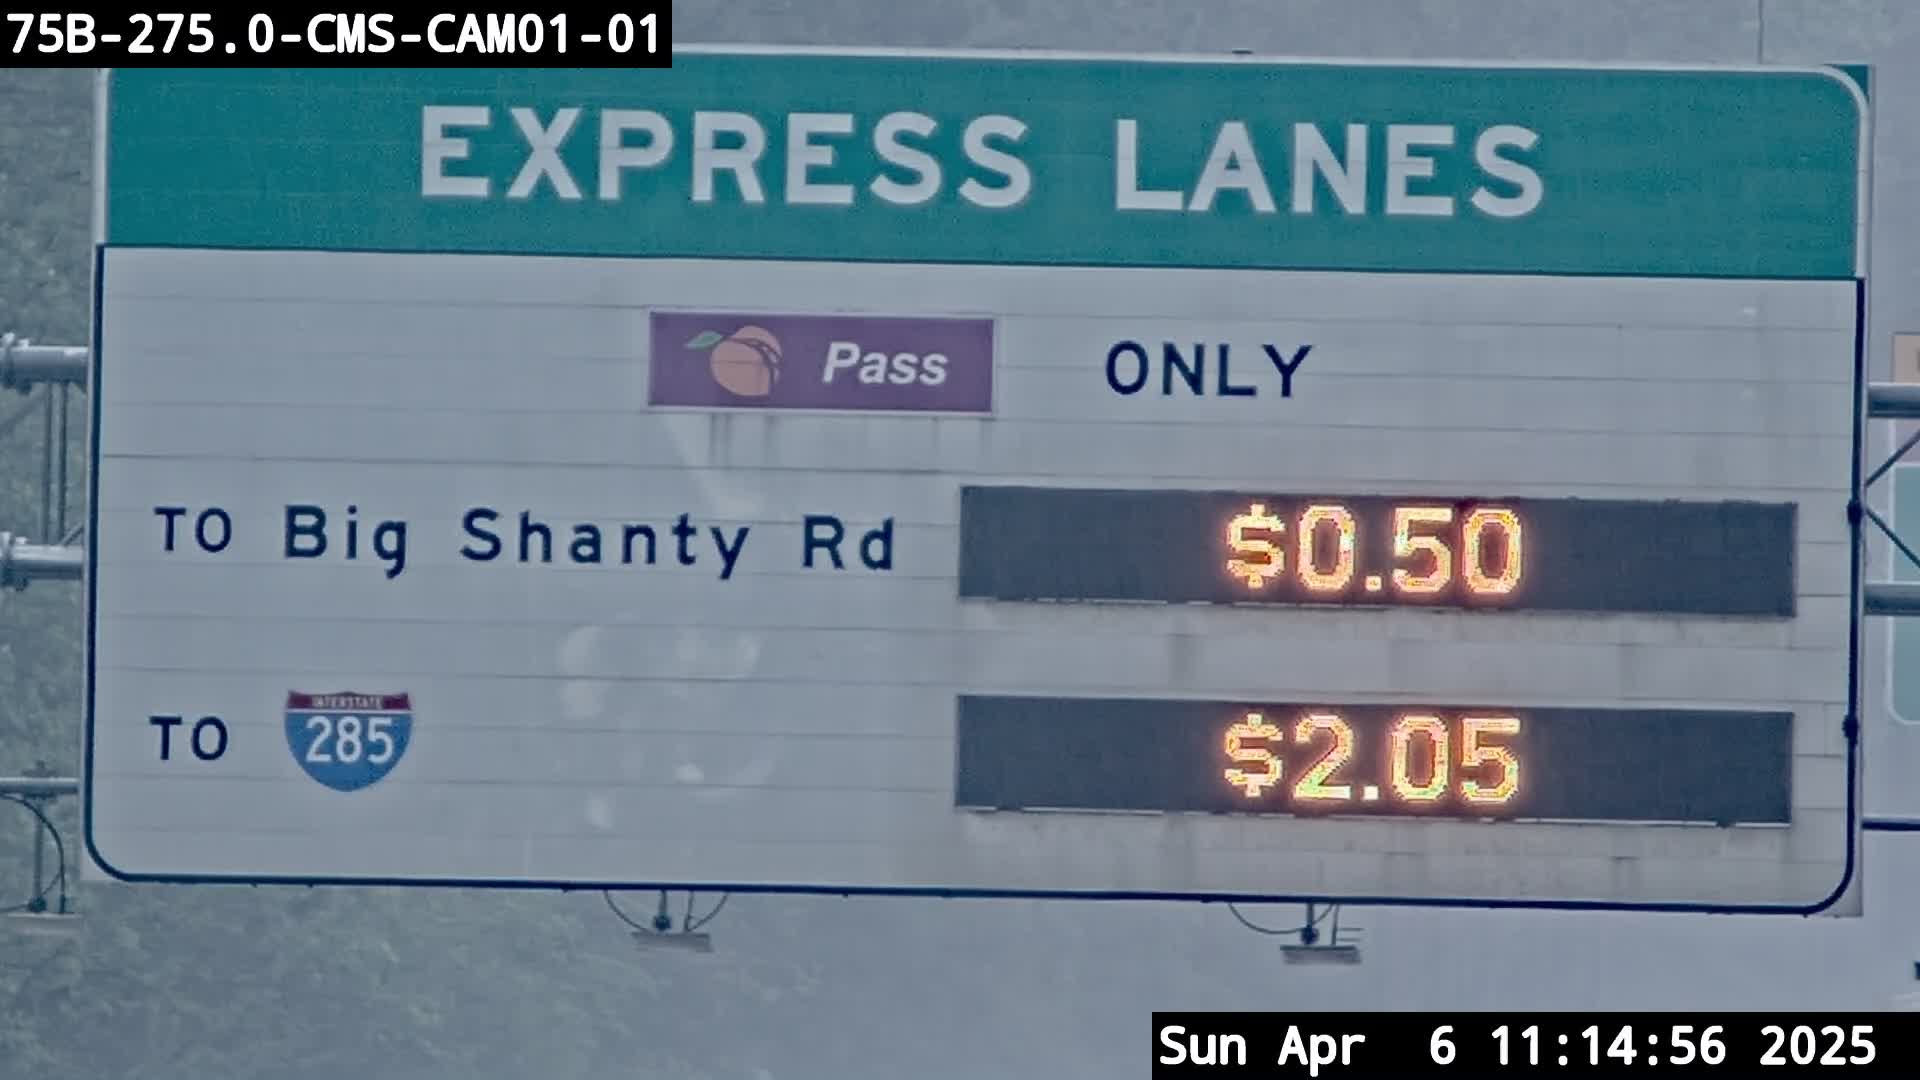 75B-275.0-CMS-CAM01-01
EXPRESS LANES
Pass ONLY
TO Big Shanty Rd $0.50
INTERSTATE
TO 285 $2.05
Sun Apr 6 11:14:56 2025